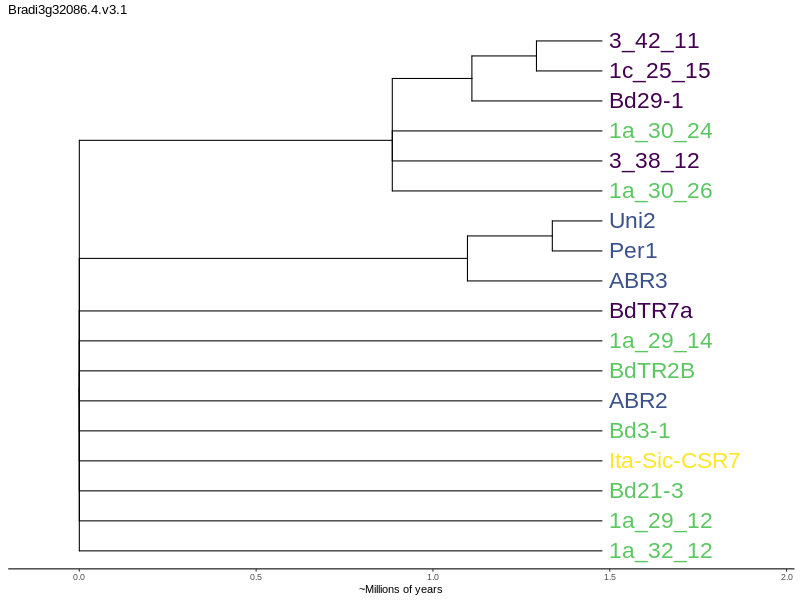 Bradi3g32086.4.v3.1
3_42_11
1c_25_15
Bd29-1
1a_30_24
3_38_12
1a_30_26
Uni2
Per1
ABR3
BdTR7a
1a_29_14
BdTR2B
ABR2
Bd3-1
Ita-Sic-CSR7
Bd21-3
1a_29_12
1a_32_12
0.0 0.5 1.0 1.5 2.0
~Millions of years